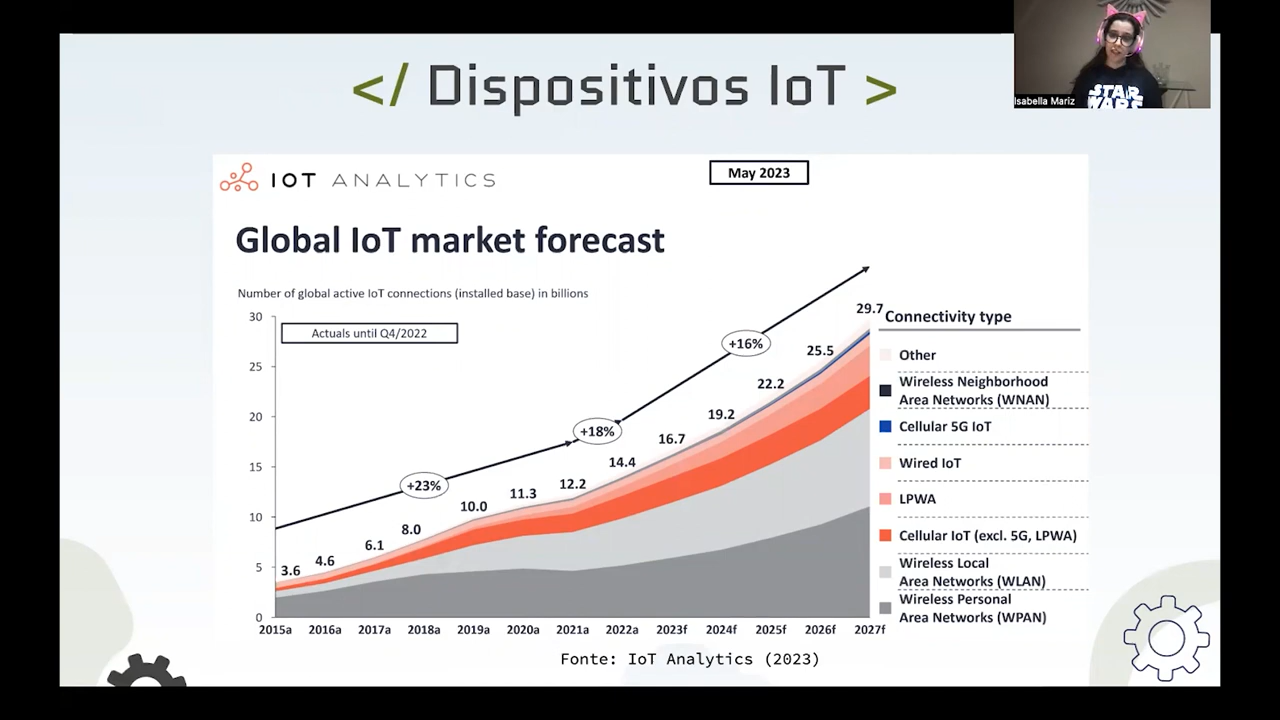 </ Dispositivos IoT >
STAR
WARS
Isabella Mariz
IOT ANALYTICS
May 2023
Global IoT market forecast
Number of global active IoT connections (installed base) in billions
Actuals until Q4/2022
30
25
20
15
10
5
0
+23%
+18%
+16%
3.6
4.6
6.1
8.0
10.0
11.3
12.2
14.4
16.7
19.2
22.2
25.5
29.7
2015a 2016a 2017a 2018a 2019a 2020a 2021a 2022a 2023f 2024f 2025f 2026f 2027f
Connectivity type
Other
Wireless Neighborhood
Area Networks (WNAN)
Cellular 5G IoT
Wired IoT
LPWA
Cellular IoT (excl. 5G, LPWA)
Wireless Local
Area Networks (WLAN)
Wireless Personal
Area Networks (WPAN)
Fonte: IoT Analytics (2023)